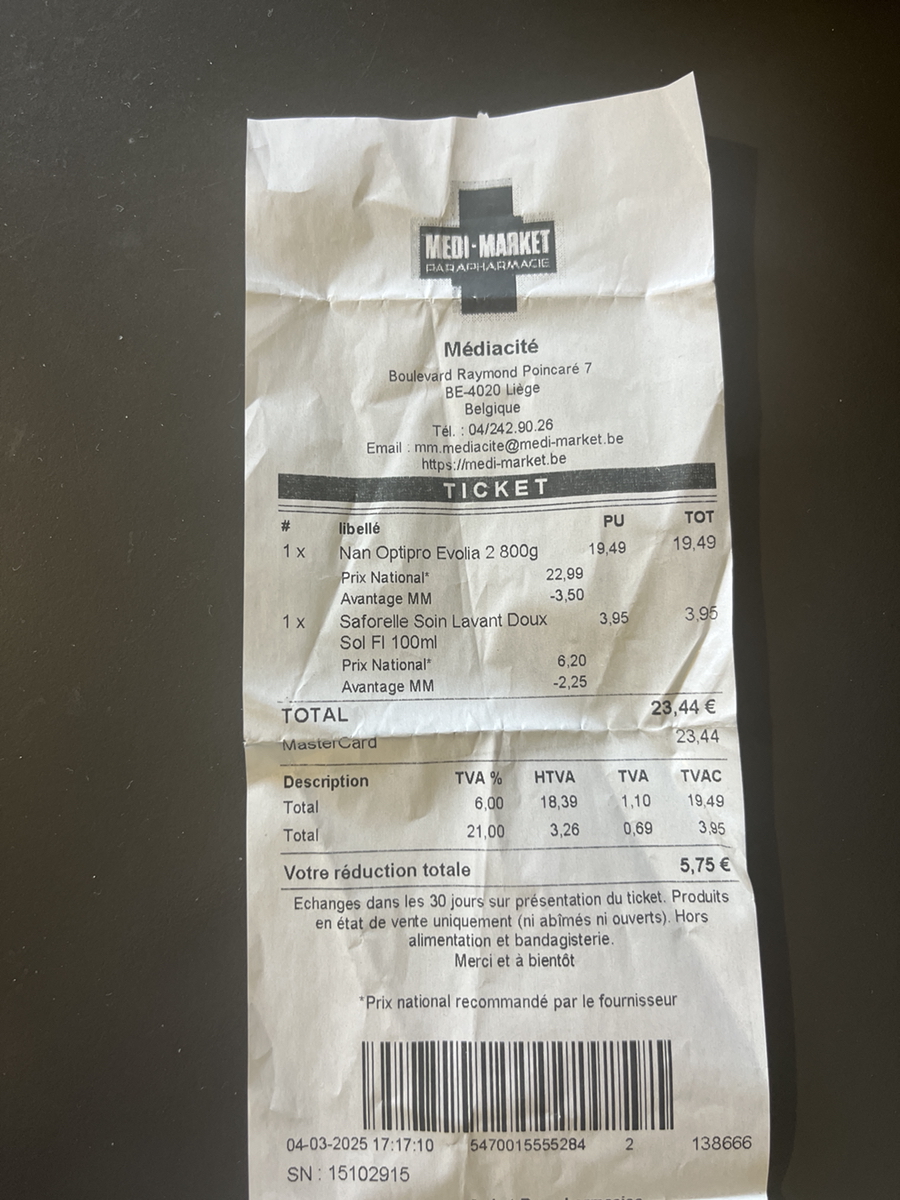 MEDI-MARKET
PARAPHARMACIE
Médiacité
Boulevard Raymond Poincaré 7
BE-4020 Liège
Belgique
Tél. : 04/242.90.26
Email : mm.mediacite@medi-market.be
https://medi-market.be
TICKET
# libellé PU TOT
1 x Nan Optipro Evolia 2 800g 19,49 19,49
Prix National* 22,99
Avantage MM -3,50
1 x Saforelle Soin Lavant Doux 3,95 3,95
Sol Fl 100ml
Prix National* 6,20
Avantage MM -2,25
TOTAL 23,44 €
MasterCard 23,44
Description TVA % HTVA TVA TVAC
Total 6,00 18,39 1,10 19,49
Total 21,00 3,26 0,69 3,95
Votre réduction totale 5,75 €
Echanges dans les 30 jours sur présentation du ticket. Produits
en état de vente uniquement (ni abîmés ni ouverts). Hors
alimentation et bandagisterie.
Merci et à bientôt
*Prix national recommandé par le fournisseur
04-03-2025 17:17:10 5470015555284 2 138666
SN : 15102915